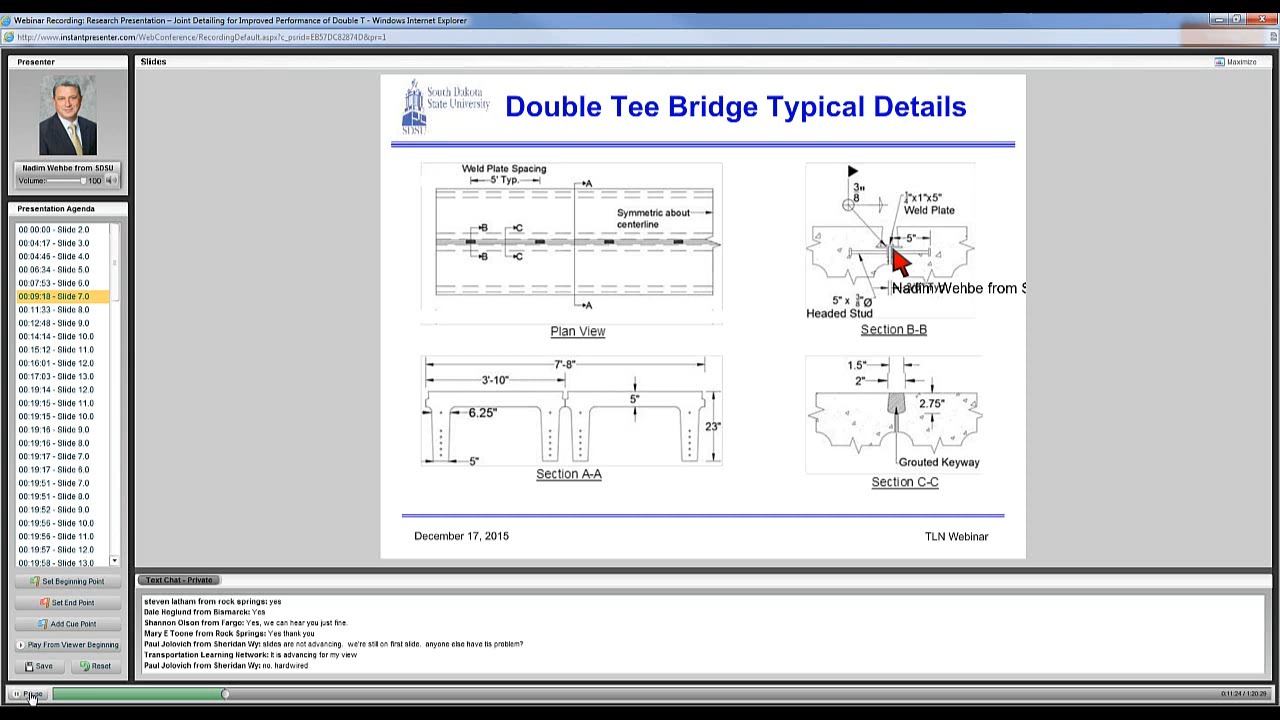 Webinar Recording: Research Presentation – Joint Detailing for Improved Performance of Double T - Windows Internet Explorer
http://www.instantpresenter.com/WebConference/RecordingDefault.aspx?c_psrid=EB57DC82874D&pr=1
Presenter
Nadim Wehbe from SDSU
Volume: 100
Presentation Agenda
00:00:00 - Slide 2.0
00:04:17 - Slide 3.0
00:04:46 - Slide 4.0
00:06:34 - Slide 5.0
00:07:53 - Slide 6.0
00:09:18 - Slide 7.0
00:11:33 - Slide 8.0
00:12:48 - Slide 9.0
00:14:14 - Slide 10.0
00:15:12 - Slide 11.0
00:16:01 - Slide 12.0
00:17:03 - Slide 13.0
00:19:14 - Slide 12.0
00:19:15 - Slide 11.0
00:19:15 - Slide 10.0
00:19:16 - Slide 9.0
00:19:16 - Slide 8.0
00:19:17 - Slide 7.0
00:19:17 - Slide 6.0
00:19:51 - Slide 7.0
00:19:51 - Slide 8.0
00:19:52 - Slide 9.0
00:19:56 - Slide 10.0
00:19:56 - Slide 11.0
00:19:57 - Slide 12.0
00:19:58 - Slide 13.0
Set Beginning Point
Set End Point
Add Cue Point
Play From Viewer Beginning
Save
Reset
Slides
Maximize
South Dakota
State University
SDSU
Double Tee Bridge Typical Details
Weld Plate Spacing
5' Typ.
A
Symmetric about
centerline
B
C
B
C
A
Plan View
3"
8
"x1"x5"
Weld Plate
5"
Nadim Wehbe from S
5" x "Ø
Headed Stud
Section B-B
7'-8"
3'-10"
5"
6.25"
23"
5"
Section A-A
1.5"
2"
2.75"
Grouted Keyway
Section C-C
December 17, 2015
TLN Webinar
Text Chat - Private
steven latham from rock springs: yes
Dale Heglund from Bismarck: Yes
Shannon Olson from Fargo: Yes, we can hear you just fine.
Mary E Toone from Rock Springs: Yes thank you
Paul Jolovich from Sheridan Wy: slides are not advancing. we're still on first slide. anyone else have tis problem?
Transportation Learning Network: It is advancing for my view
Paul Jolovich from Sheridan Wy: no. hardwired
Pause
0:11:24 / 1:20:29